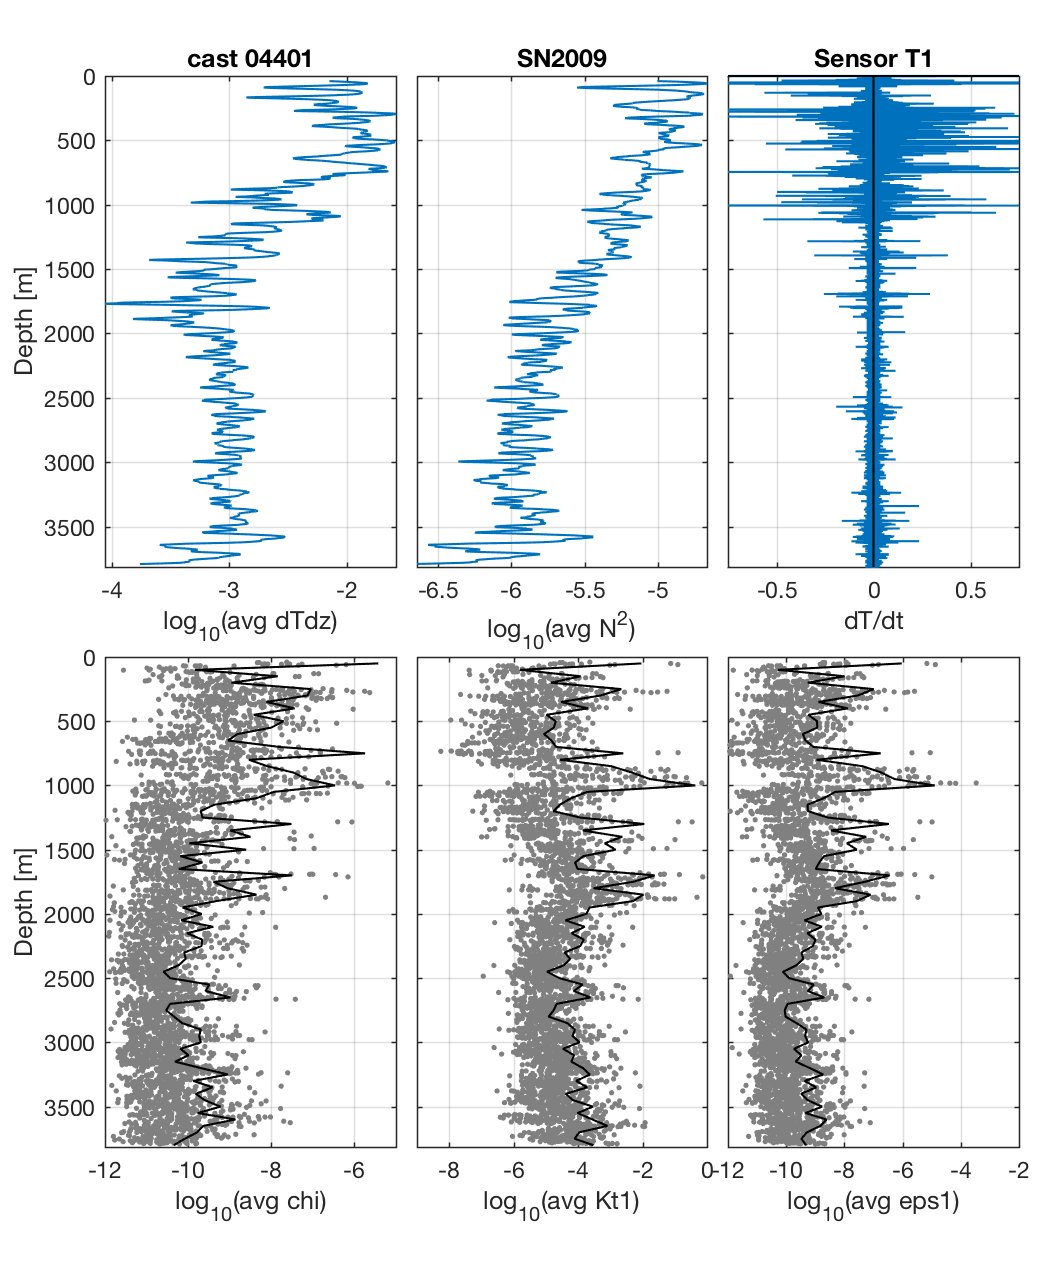 cast 04401 SN2009 Sensor T1
0
500
1000
1500
2000
2500
3000
3500
Depth [m]
-4 -3 -2
log10(avg dTdz)
-6.5 -6 -5.5 -5
log10(avg N2)
-0.5 0 0.5
dT/dt
0
500
1000
1500
2000
2500
3000
3500
Depth [m]
-12 -10 -8 -6
log10(avg chi)
-8 -6 -4 -2 0
log10(avg Kt1)
-12 -10 -8 -6 -4 -2
log10(avg eps1)